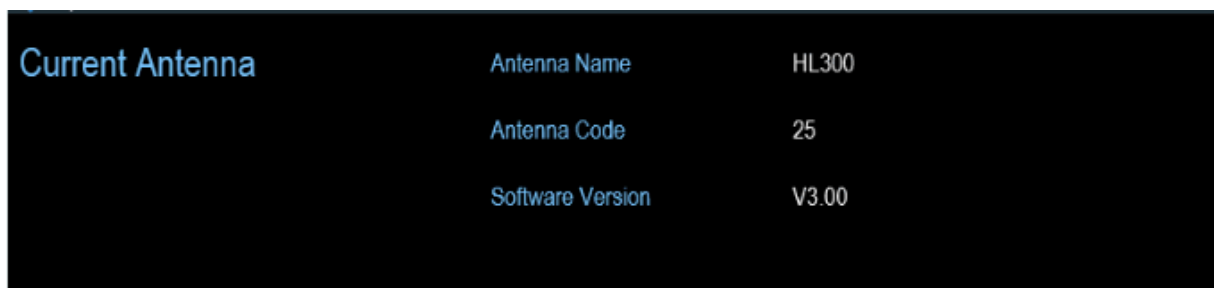 Current Antenna Antenna Name HL300
Antenna Code 25
Software Version V3.00